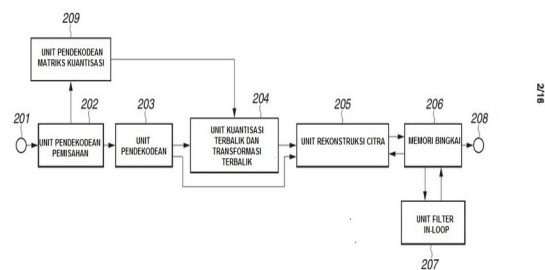 209
UNIT PENDEKODEAN
MATRIKS KUANTISASI
2/16
201
202
203
204
205
206
208
UNIT PENDEKODEAN
PEMISAHAN
UNIT
PENDEKODEAN
UNIT KUANTISASI
TERBALIK DAN
TRANSFORMASI
TERBALIK
UNIT REKONSTRUKSI CITRA
MEMORI BINGKAI
UNIT FILTER
IN-LOOP
207